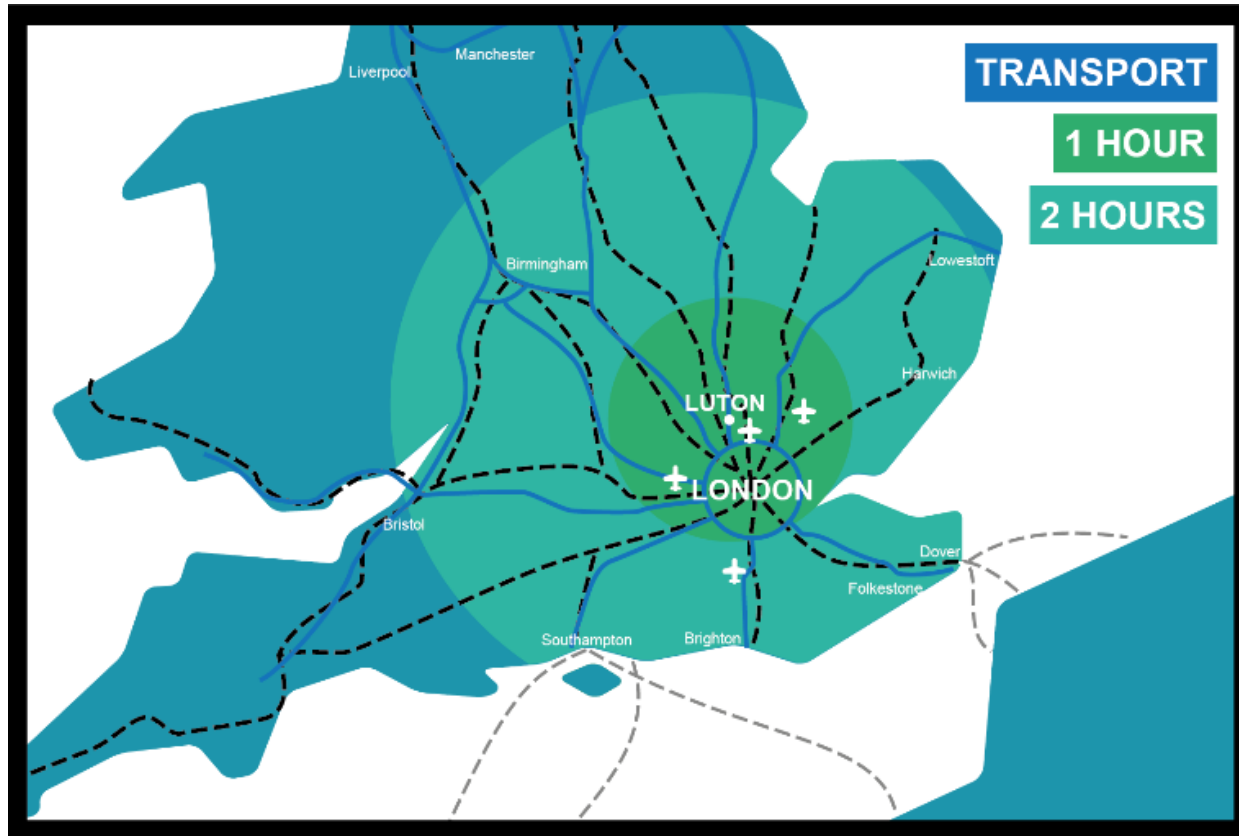 TRANSPORT
1 HOUR
2 HOURS
Manchester
Liverpool
Birmingham
Lowestoft
Harwich
LUTON
LONDON
Bristol
Dover
Folkestone
Southampton
Brighton